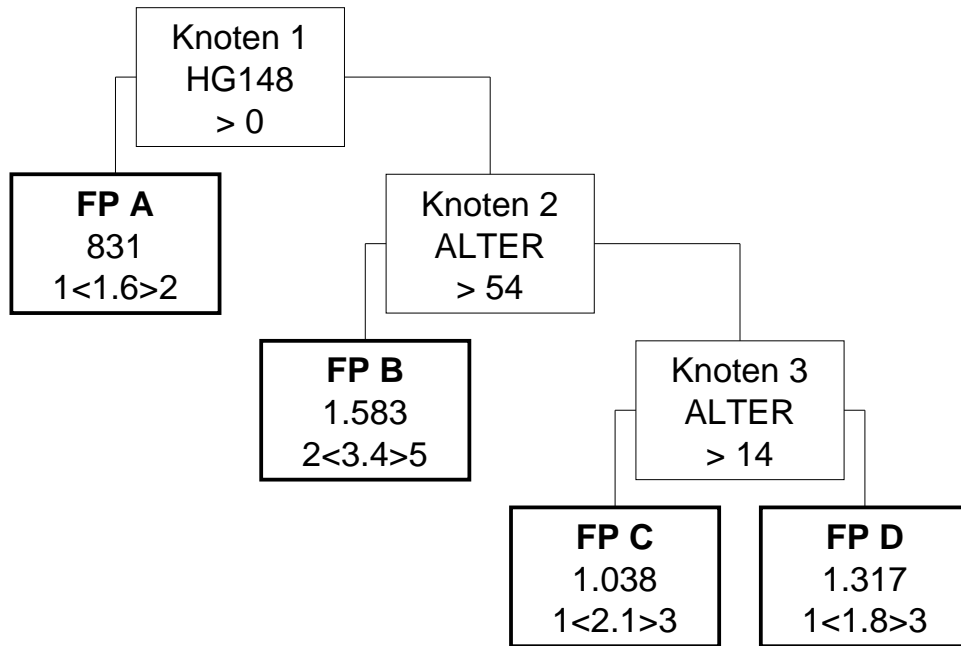 Knoten 1
HG148
> 0
FP A
831
1<1.6>2
Knoten 2
ALTER
> 54
FP B
1.583
2<3.4>5
Knoten 3
ALTER
> 14
FP C
1.038
1<2.1>3
FP D
1.317
1<1.8>3